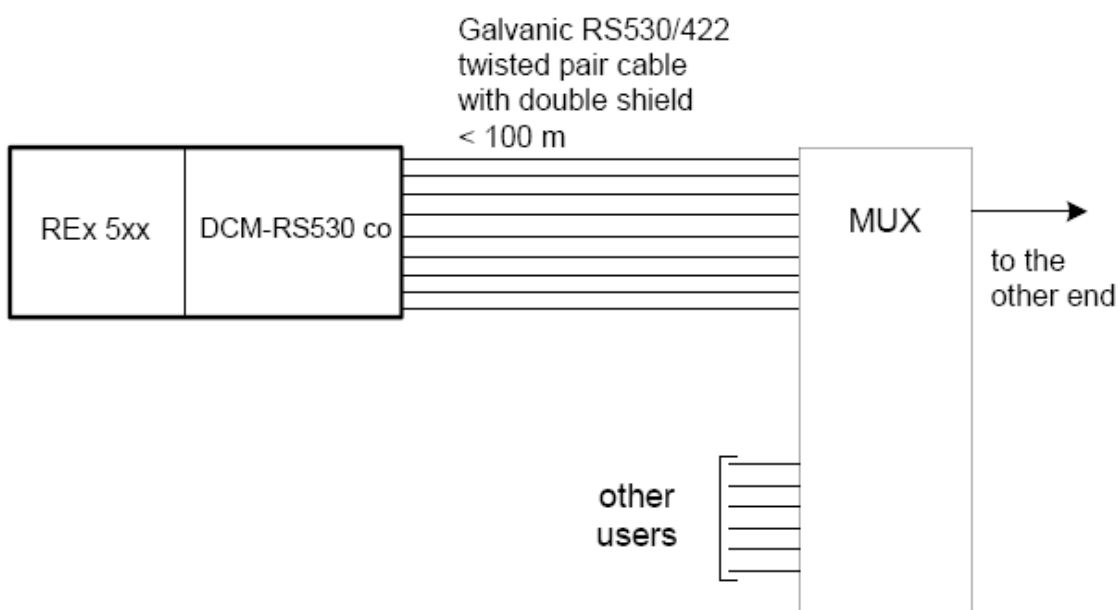 Galvanic RS530/422
twisted pair cable
with double shield
< 100 m
REx 5xx
DCM-RS530 co
MUX
to the
other end
other
users